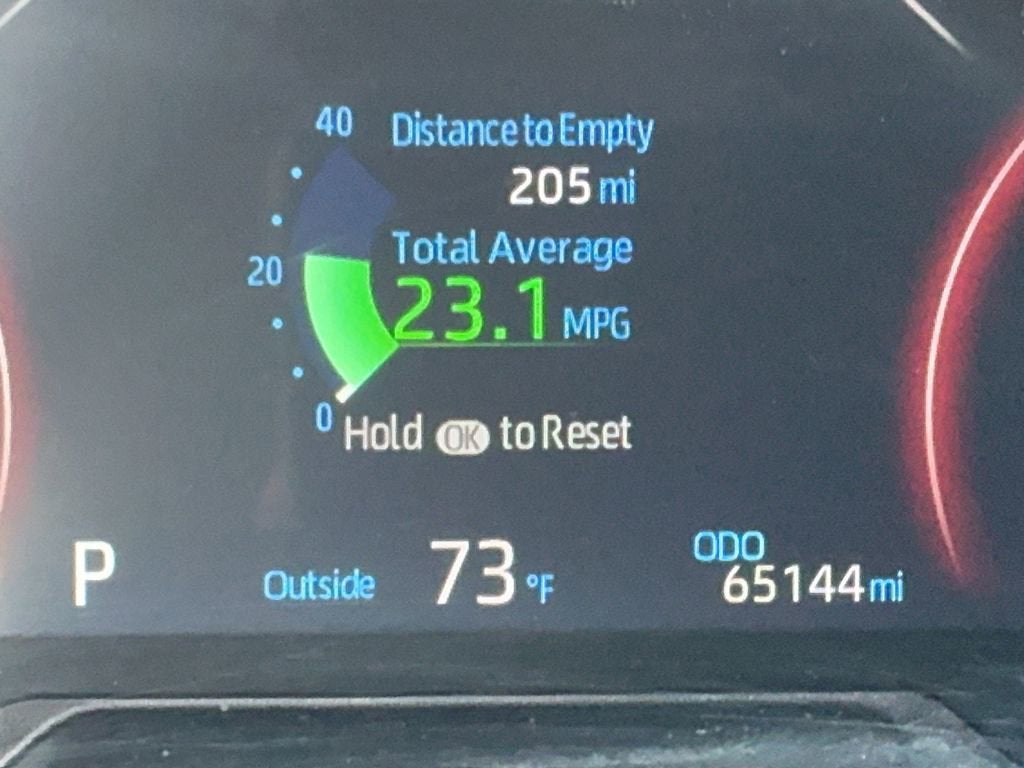 40
Distance to Empty
205 mi
Total Average
20
23.1 MPG
0
Hold OK to Reset
P
Outside 73 °F
ODO
65144 mi